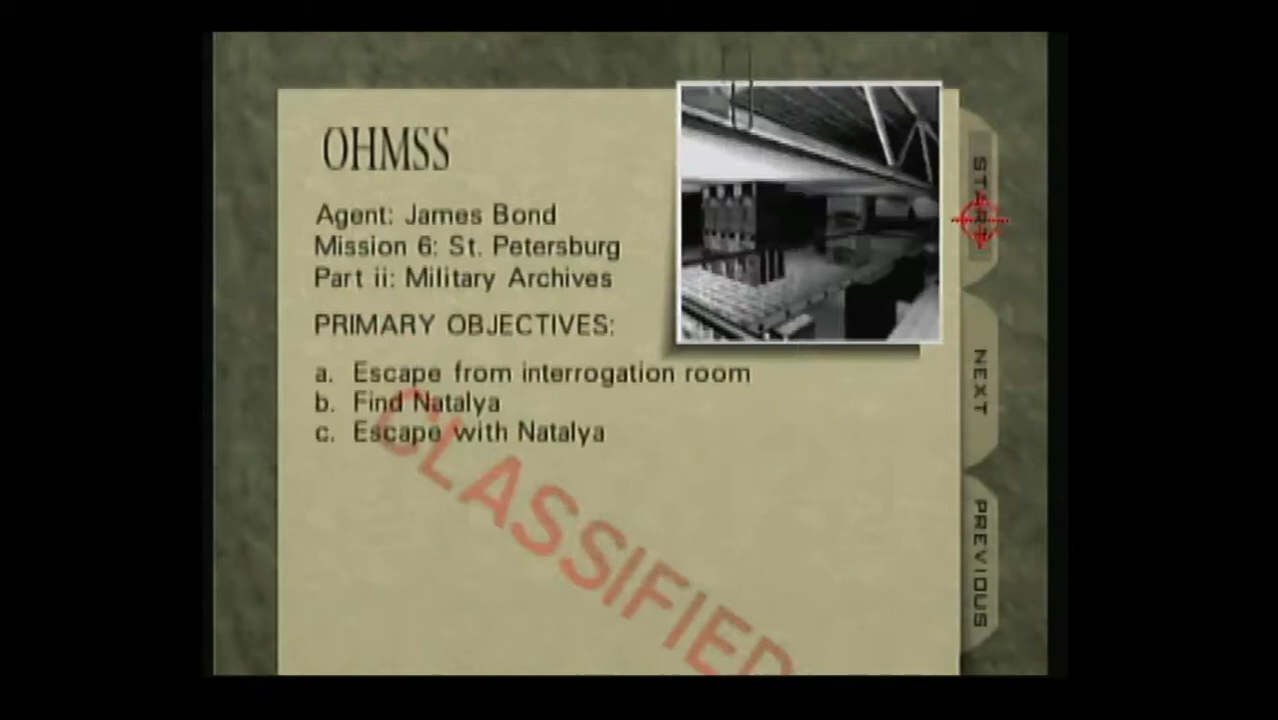 OHMSS
Agent: James Bond
Mission 6: St. Petersburg
Part ii: Military Archives
PRIMARY OBJECTIVES:
a. Escape from interrogation room
b. Find Natalya
c. Escape with Natalya
CLASSIFIED
START
NEXT
PREVIOUS